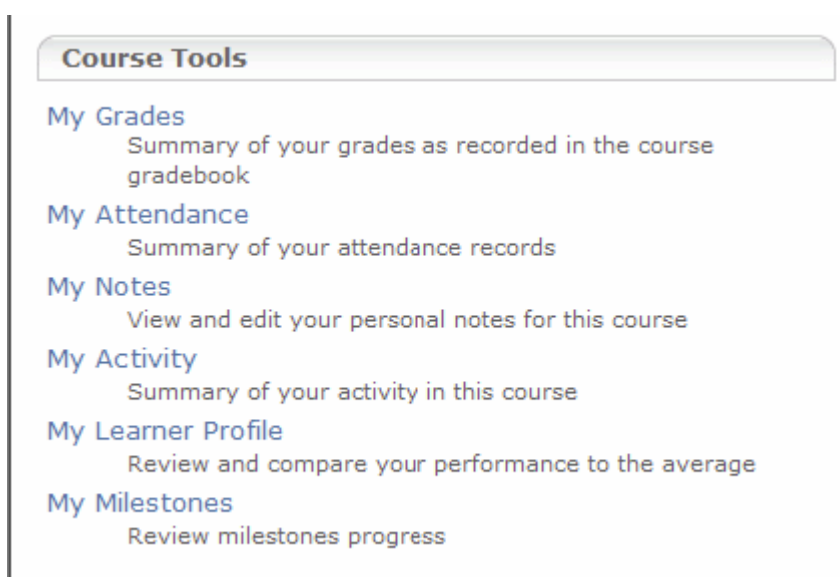 Course Tools
My Grades
Summary of your grades as recorded in the course
gradebook
My Attendance
Summary of your attendance records
My Notes
View and edit your personal notes for this course
My Activity
Summary of your activity in this course
My Learner Profile
Review and compare your performance to the average
My Milestones
Review milestones progress